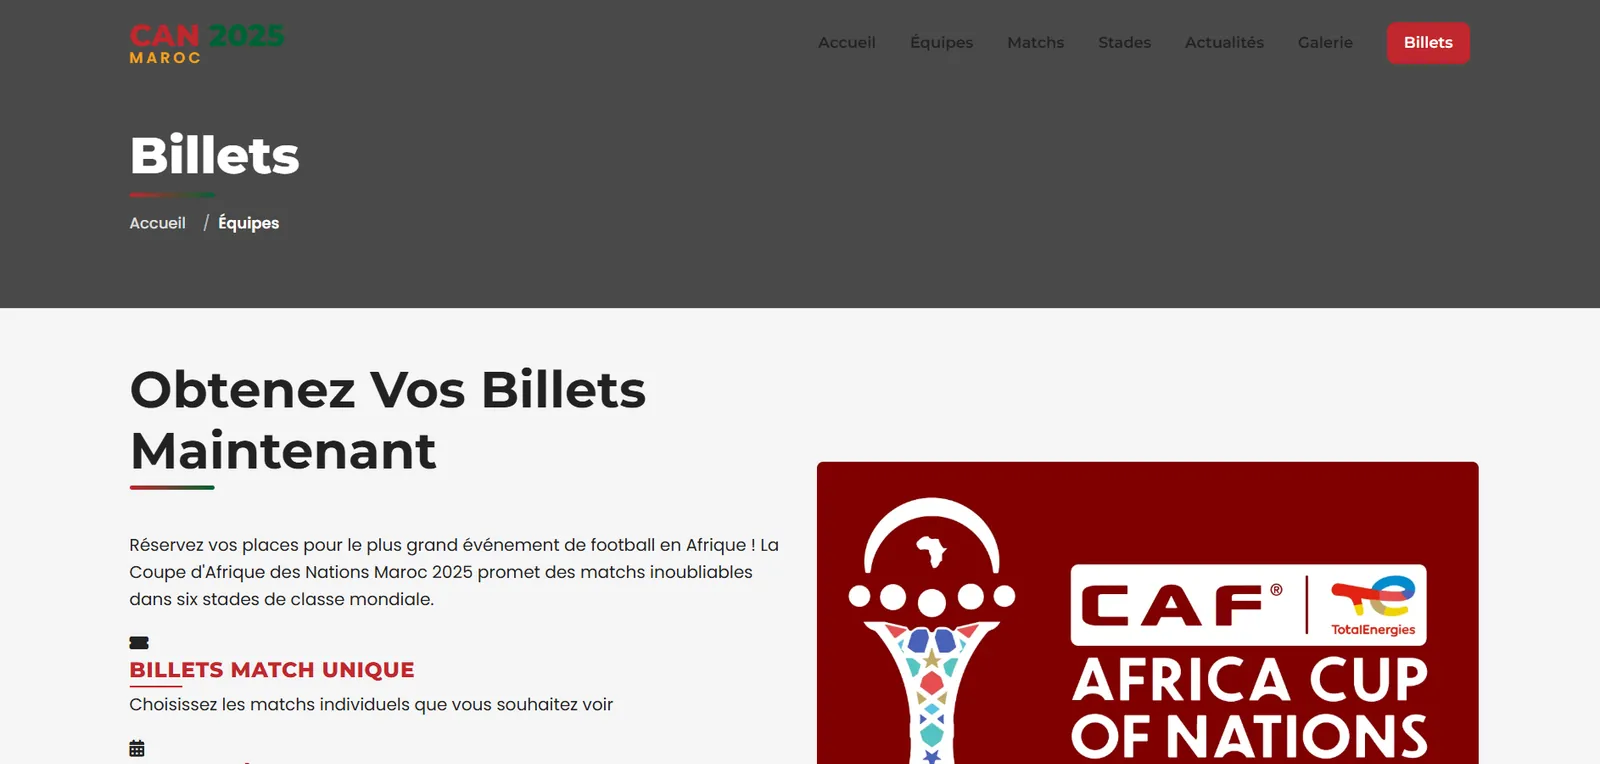 CAN 2025
MAROC
Accueil Équipes Matchs Stades Actualités Galerie Billets
Billets
Accueil / Équipes
Obtenez Vos Billets
Maintenant
Réservez vos places pour le plus grand événement de football en Afrique ! La
Coupe d'Afrique des Nations Maroc 2025 promet des matchs inoubliables
dans six stades de classe mondiale.
BILLETS MATCH UNIQUE
Choisissez les matchs individuels que vous souhaitez voir
CAF® TotalEnergies
AFRICA CUP
OF NATIONS